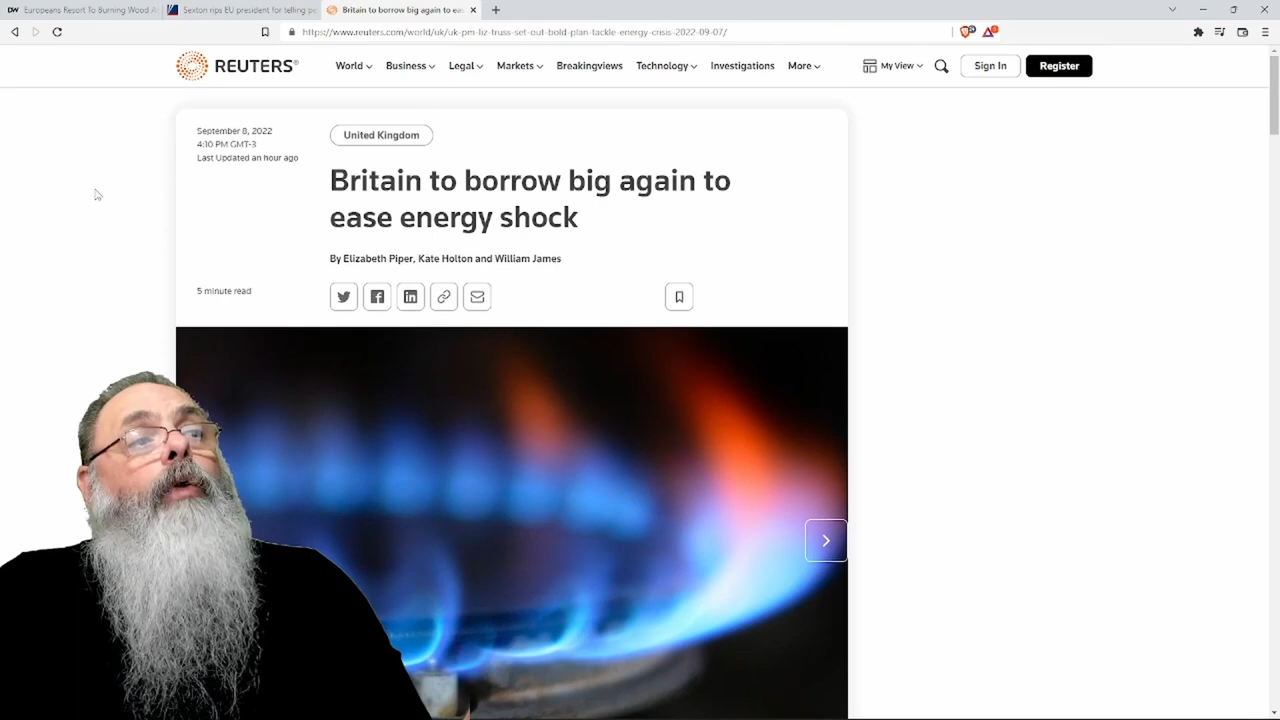 Europeans Resort To Burning Wood A
Sexton rips EU president for telling pe
Britain to borrow big again to eas
https://www.reuters.com/world/uk/uk-pm-liz-truss-set-out-bold-plan-tackle-energy-crisis-2022-09-07/
REUTERS®
World Business Legal Markets Breakingviews Technology Investigations More My View Sign In Register
September 8, 2022
4:10 PM GMT-3
Last Updated an hour ago
United Kingdom
Britain to borrow big again to
ease energy shock
By Elizabeth Piper, Kate Holton and William James
5 minute read